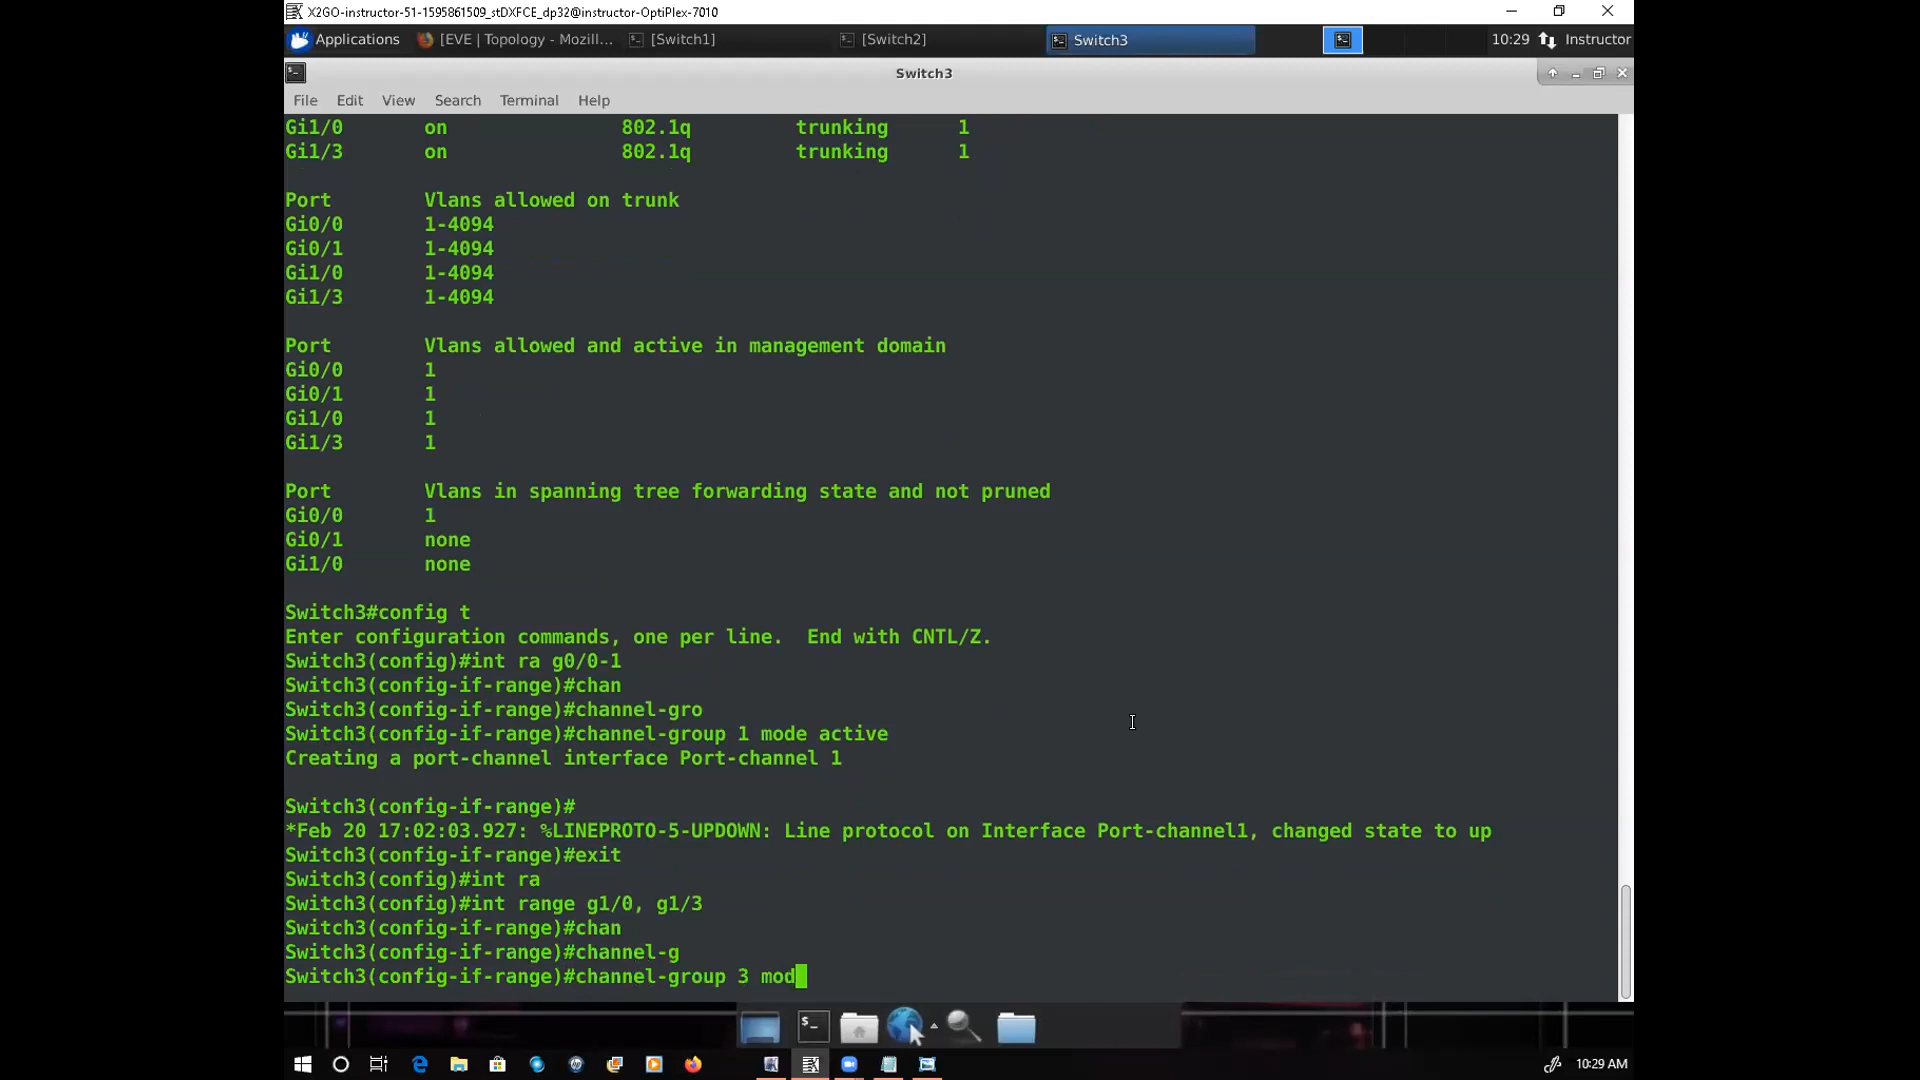 X2GO-instructor-51-1595861509_stDXFCE_dp32@instructor-OptiPlex-7010
Applications [EVE | Topology - Mozill... [Switch1] [Switch2] Switch3 10:29 Instructor
Switch3
File Edit View Search Terminal Help
Gi1/0 on 802.1q trunking 1
Gi1/3 on 802.1q trunking 1
Port Vlans allowed on trunk
Gi0/0 1-4094
Gi0/1 1-4094
Gi1/0 1-4094
Gi1/3 1-4094
Port Vlans allowed and active in management domain
Gi0/0 1
Gi0/1 1
Gi1/0 1
Gi1/3 1
Port Vlans in spanning tree forwarding state and not pruned
Gi0/0 1
Gi0/1 none
Gi1/0 none
Switch3#config t
Enter configuration commands, one per line. End with CNTL/Z.
Switch3(config)#int ra g0/0-1
Switch3(config-if-range)#chan
Switch3(config-if-range)#channel-gro
Switch3(config-if-range)#channel-group 1 mode active
Creating a port-channel interface Port-channel 1
Switch3(config-if-range)#
*Feb 20 17:02:03.927: %LINEPROTO-5-UPDOWN: Line protocol on Interface Port-channel1, changed state to up
Switch3(config-if-range)#exit
Switch3(config)#int ra
Switch3(config)#int range g1/0, g1/3
Switch3(config-if-range)#chan
Switch3(config-if-range)#channel-g
Switch3(config-if-range)#channel-group 3 mod
10:29 AM